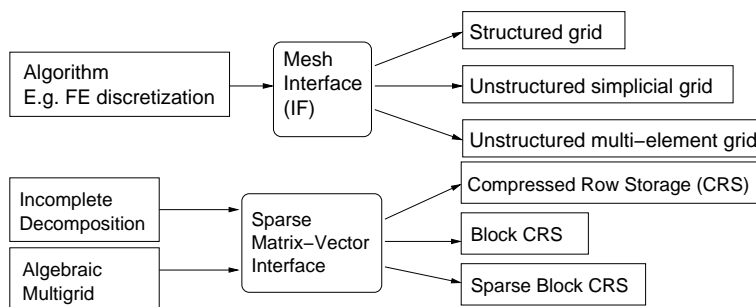 Algorithm
E.g. FE discretization
Mesh
Interface
(IF)
Structured grid
Unstructured simplicial grid
Unstructured multi−element grid
Incomplete
Decomposition
Algebraic
Multigrid
Sparse
Matrix−Vector
Interface
Compressed Row Storage (CRS)
Block CRS
Sparse Block CRS